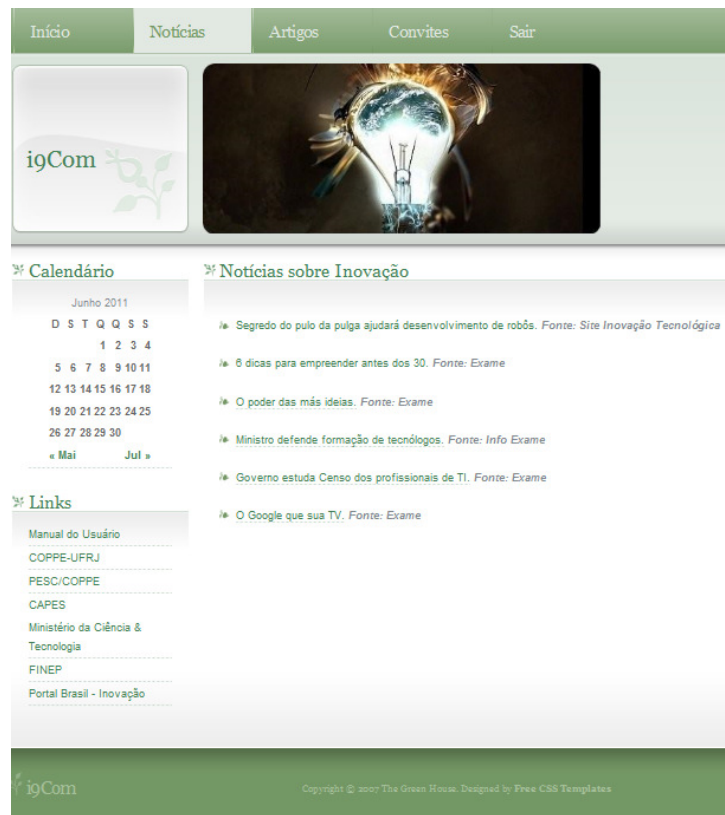 Início Notícias Artigos Convites Sair
i9Com
Calendário
Junho 2011
D S T Q Q S S
1 2 3 4
5 6 7 8 9 10 11
12 13 14 15 16 17 18
19 20 21 22 23 24 25
26 27 28 29 30
« Mai Jul »
Links
Manual do Usuário
COPPE-UFRJ
PESC/COPPE
CAPES
Ministério da Ciência &
Tecnologia
FINEP
Portal Brasil - Inovação
Notícias sobre Inovação
Segredo do pulo da pulga ajudará desenvolvimento de robôs. Fonte: Site Inovação Tecnológica
6 dicas para empreender antes dos 30. Fonte: Exame
O poder das más ideias. Fonte: Exame
Ministro defende formação de tecnólogos. Fonte: Info Exame
Governo estuda Censo dos profissionais de TI. Fonte: Exame
O Google que sua TV. Fonte: Exame
i9Com
Copyright © 2007 The Green House. Designed by Free CSS Templates